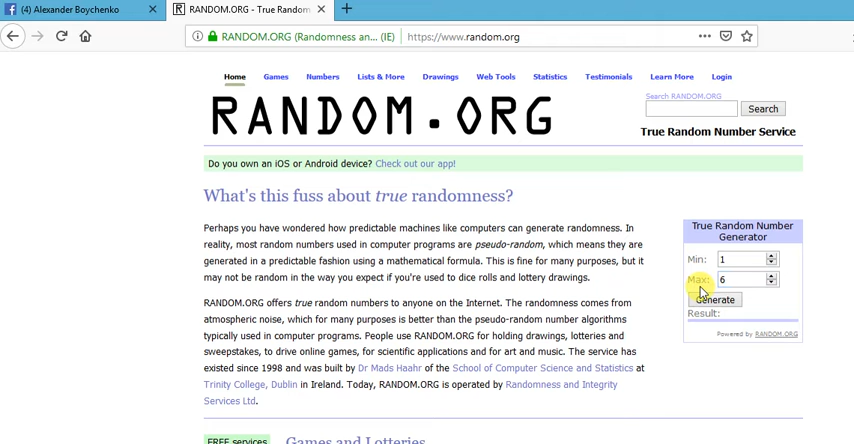 (4) Alexander Boychenko
RANDOM.ORG - True Random
RANDOM.ORG (Randomness an... (IE)
https://www.random.org
Home Games Numbers Lists & More Drawings Web Tools Statistics Testimonials Learn More Login
RANDOM.ORG
Search RANDOM.ORG
Search
True Random Number Service
Do you own an iOS or Android device? Check out our app!
What's this fuss about true randomness?
Perhaps you have wondered how predictable machines like computers can generate randomness. In
reality, most random numbers used in computer programs are pseudo-random, which means they are
generated in a predictable fashion using a mathematical formula. This is fine for many purposes, but it
may not be random in the way you expect if you're used to dice rolls and lottery drawings.
RANDOM.ORG offers true random numbers to anyone on the Internet. The randomness comes from
atmospheric noise, which for many purposes is better than the pseudo-random number algorithms
typically used in computer programs. People use RANDOM.ORG for holding drawings, lotteries and
sweepstakes, to drive online games, for scientific applications and for art and music. The service has
existed since 1998 and was built by Dr Mads Haahr of the School of Computer Science and Statistics at
Trinity College, Dublin in Ireland. Today, RANDOM.ORG is operated by Randomness and Integrity
Services Ltd.
True Random Number
Generator
Min: 1
Max: 6
Generate
Result:
Powered by RANDOM.ORG
FREE services
Games and Lotteries